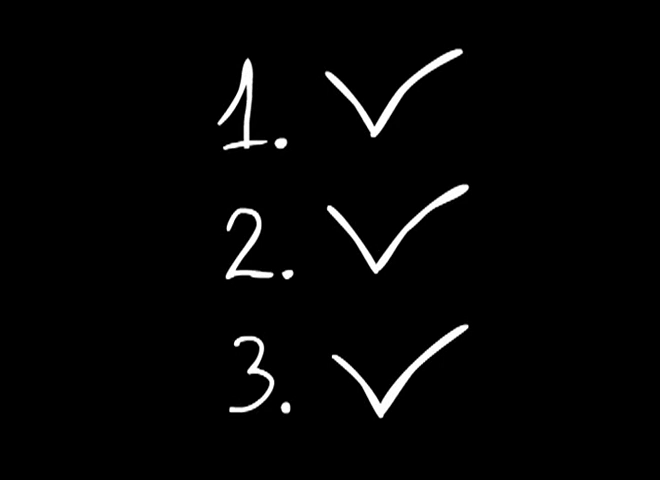 1. ✓
2. ✓
3. ✓